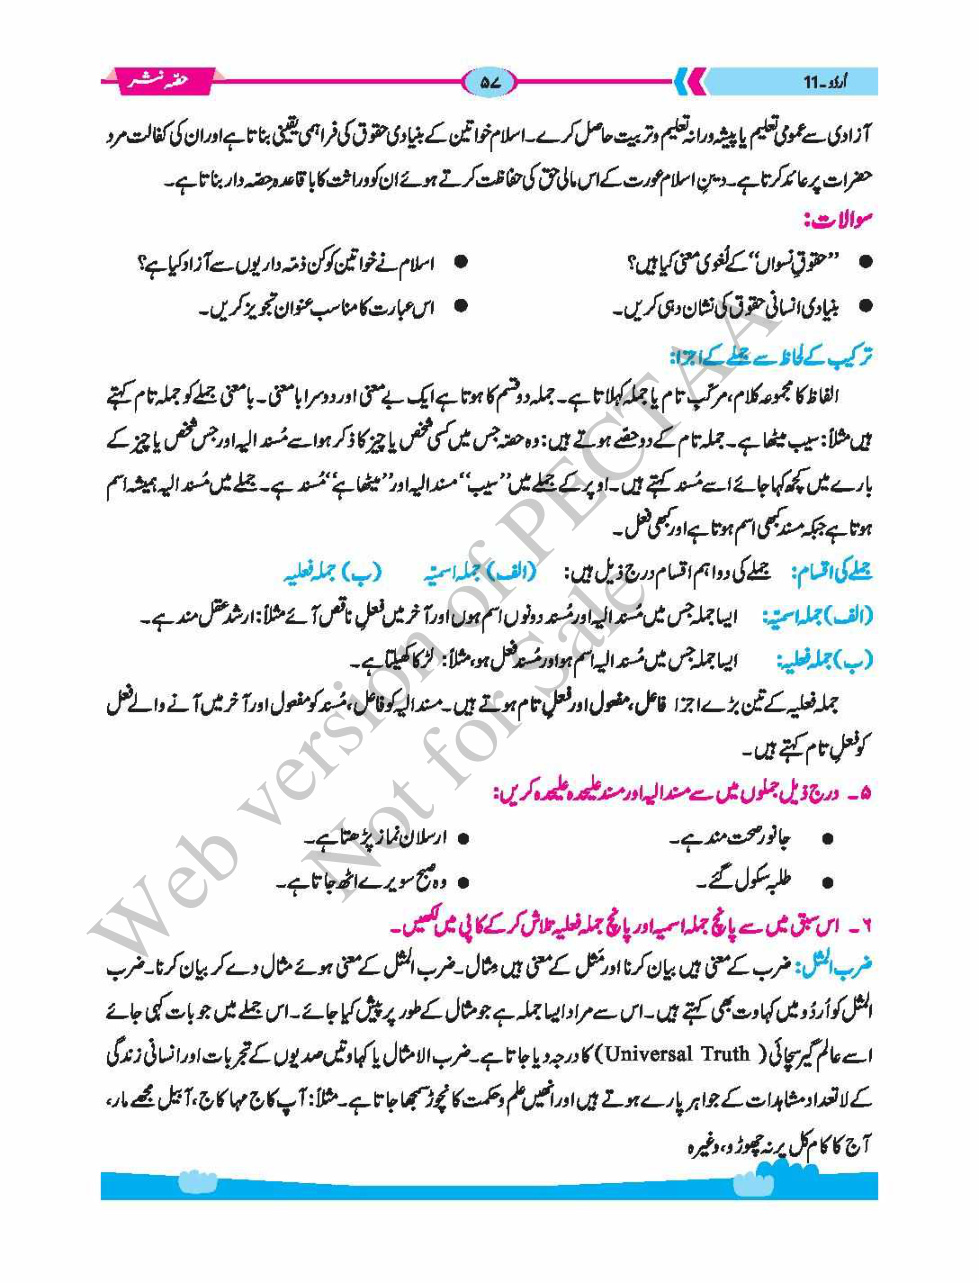 اُردُو۔11
۵۷
حصّہ نثر
آزادی سے عمومی تعلیم یا پیشہ ورانہ تعلیم و تربیت حاصل کرے۔ اسلام خواتین کے بنیادی حقوق کی فراہمی یقینی بناتا ہے اور ان کی کفالت مرد
حضرات پر عائد کرتا ہے۔ دینِ اسلام عورت کے اس مالی حق کی حفاظت کرتے ہوئے ان کو وراثت کا باقاعدہ حصّہ دار بناتا ہے۔
سوالات:
● ’’حقوقِ نسواں‘‘ کے لُغوی معنی کیا ہیں؟ ● اسلام نے خواتین کو کن ذمّہ داریوں سے آزاد کیا ہے؟
● بنیادی انسانی حقوق کی نشان دہی کریں۔ ● اس عبارت کا مناسب عنوان تجویز کریں۔
ترکیب کے لحاظ سے جملے کے اجزا:
الفاظ کا مجموعہ کلام، مرکّبِ تام یا جملہ کہلاتا ہے۔ جملہ دو قسم کا ہوتا ہے ایک بے معنی اور دوسرا بامعنی۔ بامعنی جملے کو جملہ تام کہتے
ہیں مثلاً: سیب میٹھا ہے۔ جملہ تام کے دو حصّے ہوتے ہیں: وہ حصّہ جس میں کسی شخص یا چیز کا ذکر ہوا سے مُسند الیہ اور جس شخص یا چیز کے
بارے میں کچھ کہا جائے اسے مُسند کہتے ہیں۔ اوپر کے جملے میں ’’سیب‘‘ مسند الیہ اور ’’میٹھا ہے‘‘ مُسند ہے۔ جملے میں مُسند الیہ ہمیشہ اسم
ہوتا ہے جبکہ مسند کبھی اسم ہوتا ہے اور کبھی فعل۔
جملے کی اقسام: جملے کی دو اہم اقسام درج ذیل ہیں: (الف) جملہ اسمیّہ (ب) جملہ فعلیہ
(الف) جملہ اسمیّہ: ایسا جملہ جس میں مُسند الیہ اور مُسند دونوں اسم ہوں اور آخر میں فعلِ ناقص آئے مثلاً: ارشد عقل مند ہے۔
(ب) جملہ فعلیہ: ایسا جملہ جس میں مُسند الیہ اسم ہو اور مُسند فعل ہو، مثلاً: لڑکا کھیلتا ہے۔
جملہ فعلیہ کے تین بڑے اجزا فاعل، مفعول اور فعلِ تام ہوتے ہیں۔ مسند الیہ کو فاعل، مُسند کو مفعول اور آخر میں آنے والے فعل
کو فعلِ تام کہتے ہیں۔
۵۔ درج ذیل جملوں میں سے مسند الیہ اور مسند علیحدہ علیحدہ کریں:
● جانور صحت مند ہے۔ ● ارسلان نماز پڑھتا ہے۔
● طلبہ سکول گئے۔ ● وہ صبح سویرے اٹھ جاتا ہے۔
۶۔ اس سبق میں سے پانچ جملہ اسمیہ اور پانچ جملہ فعلیہ تلاش کر کے کاپی میں لکھیں۔
ضرب المثل: ضرب کے معنی ہیں بیان کرنا اور مَثل کے معنی ہیں مِثال۔ ضرب المثل کے معنی ہوئے مثال دے کر بیان کرنا۔ ضرب
المثل کو اُردُو میں کہاوت بھی کہتے ہیں۔ اس سے مراد ایسا جملہ ہے جو مثال کے طور پر پیش کیا جائے۔ اس جملے میں جو بات کہی جائے
اسے عالم گیر سچائی (Universal Truth) کا درجہ دیا جاتا ہے۔ ضرب الامثال یا کہاوتیں صدیوں کے تجربات اور انسانی زندگی
کے لاتعداد مشاہدات کے جواہر پارے ہوتے ہیں اور انھیں علم و حکمت کا نچوڑ سمجھا جاتا ہے۔ مثلاً: آپ کاج مہا کاج، آ بیل مجھے مار،
آج کا کام کل پر نہ چھوڑو، وغیرہ
Web version of PECTAA
Not for Sale